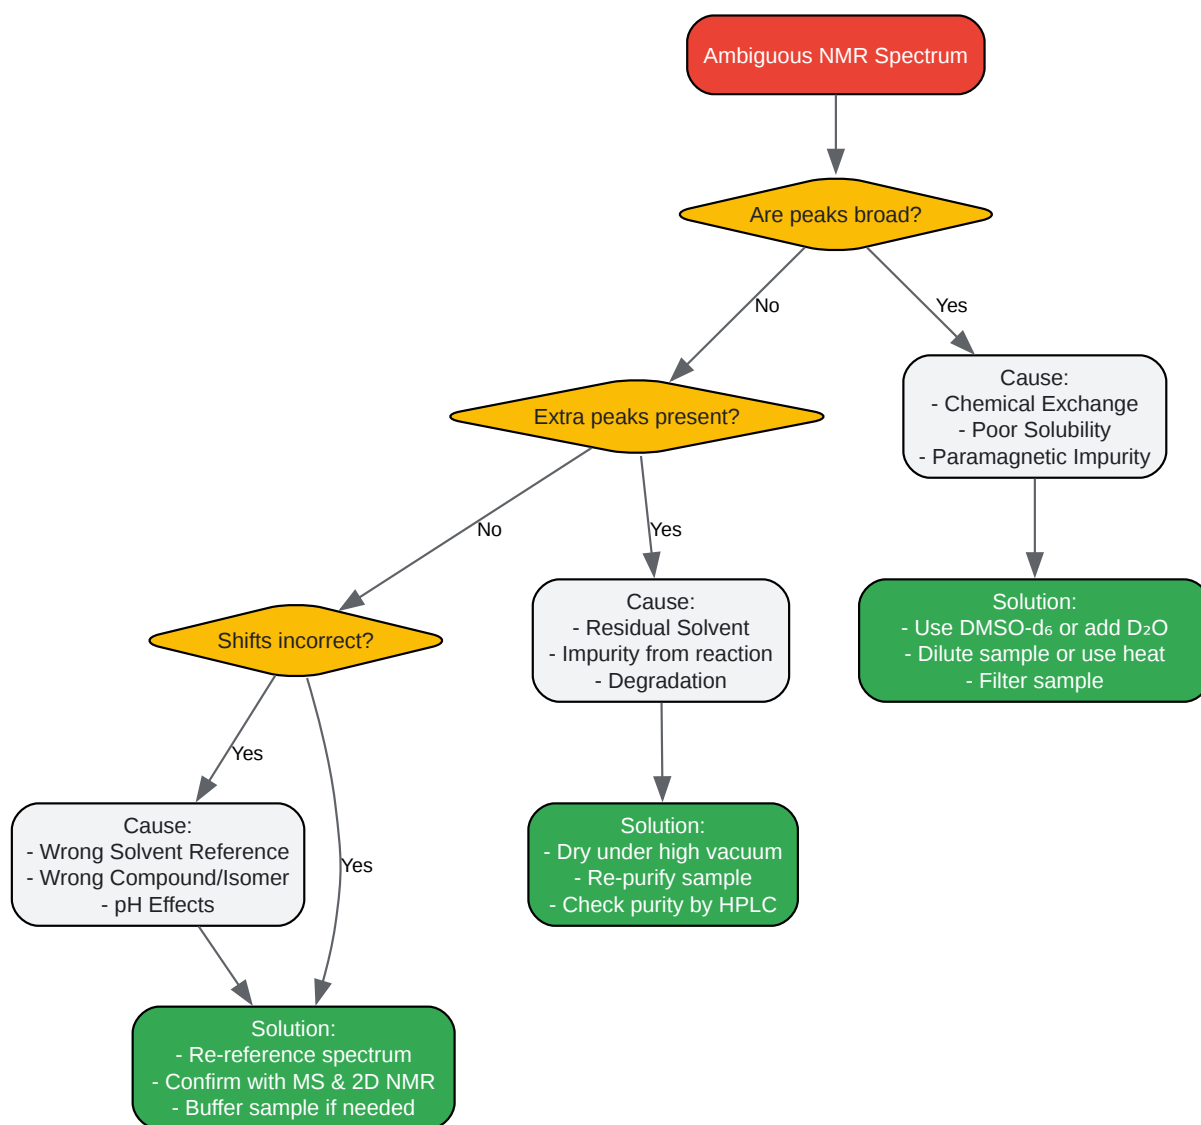 Ambiguous NMR Spectrum
Are peaks broad?
No
Yes
Cause:
- Chemical Exchange
- Poor Solubility
- Paramagnetic Impurity
Extra peaks present?
No
Yes
Solution:
- Use DMSO-d₆ or add D₂O
- Dilute sample or use heat
- Filter sample
Cause:
- Residual Solvent
- Impurity from reaction
- Degradation
Shifts incorrect?
Yes
Yes
Solution:
- Dry under high vacuum
- Re-purify sample
- Check purity by HPLC
Cause:
- Wrong Solvent Reference
- Wrong Compound/Isomer
- pH Effects
Solution:
- Re-reference spectrum
- Confirm with MS & 2D NMR
- Buffer sample if needed